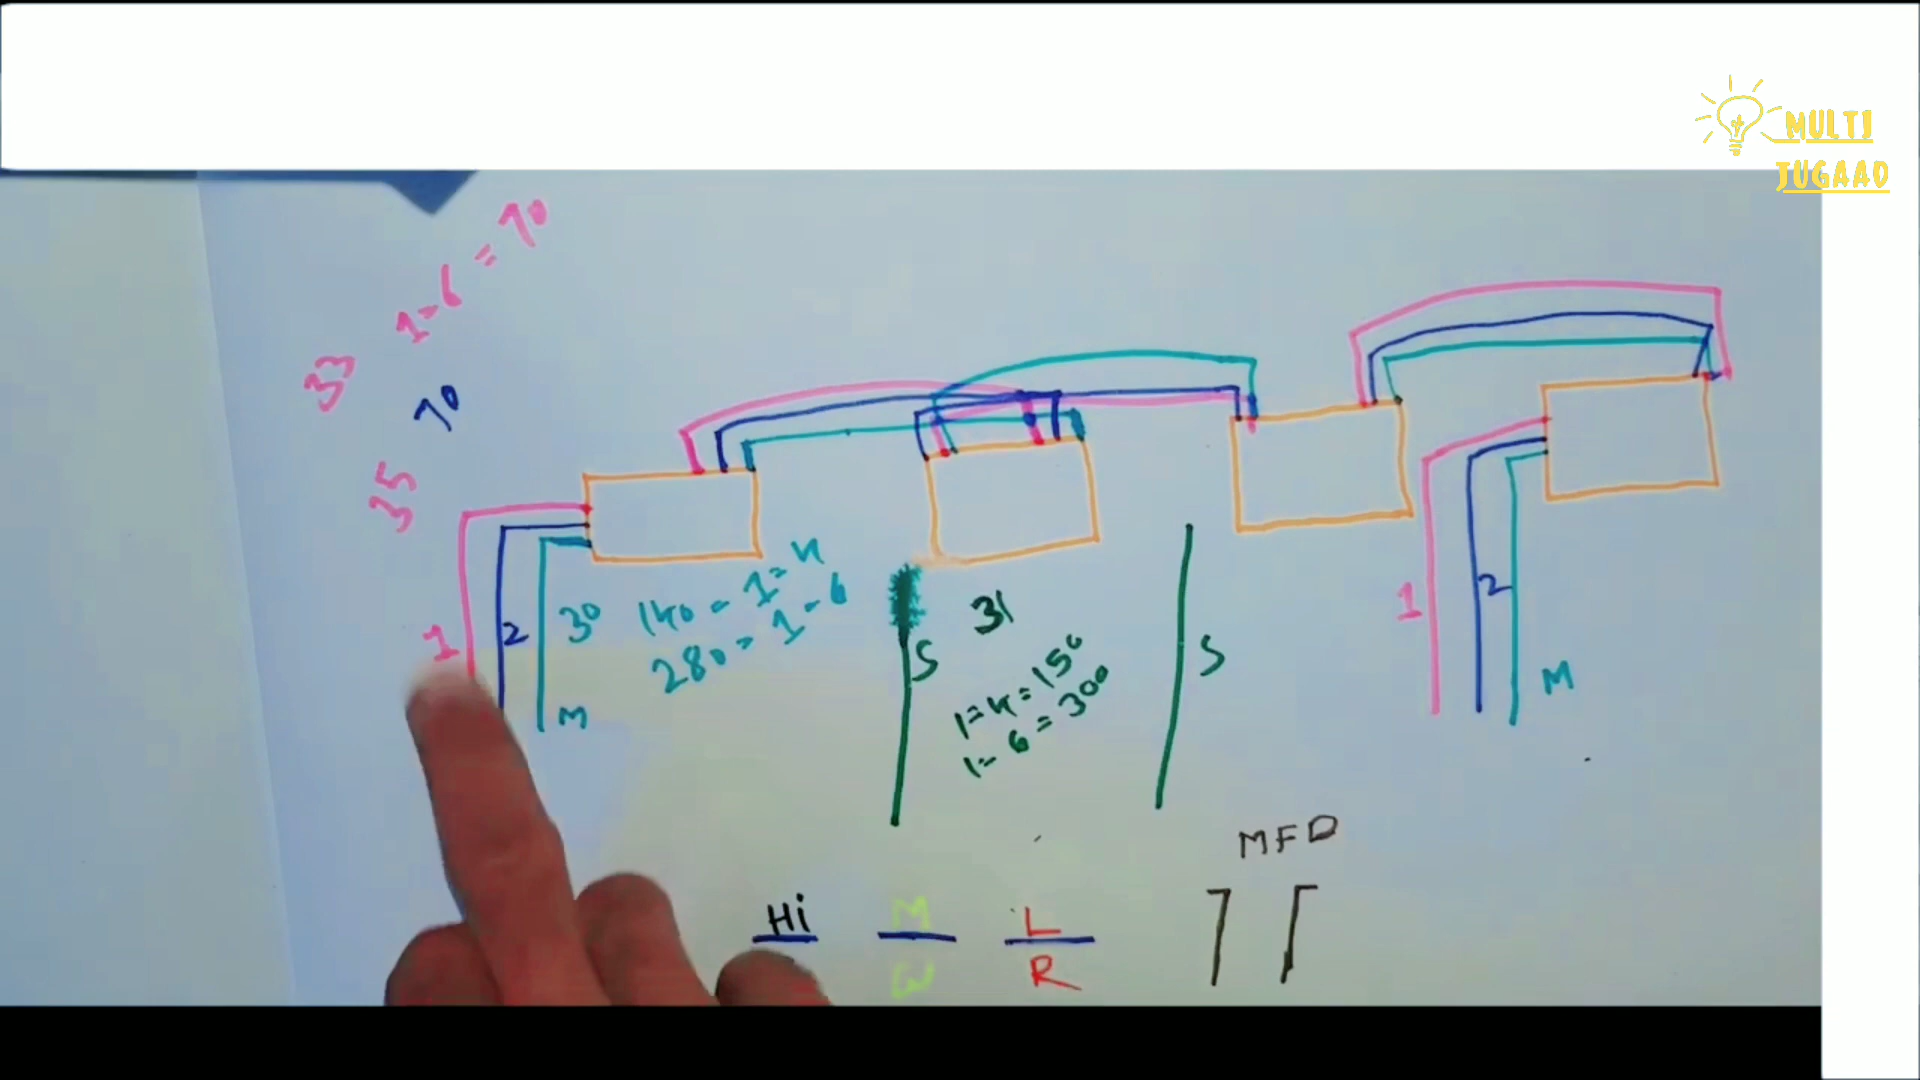 MULTI
JUGAAD
1-6 = 70
33
70
35
1
2
30
M
140 - 1=4
280 = 1-6
S
31
1=4=150
1-6=300
S
1
2
M
MFD
Hi
M
W
L
R